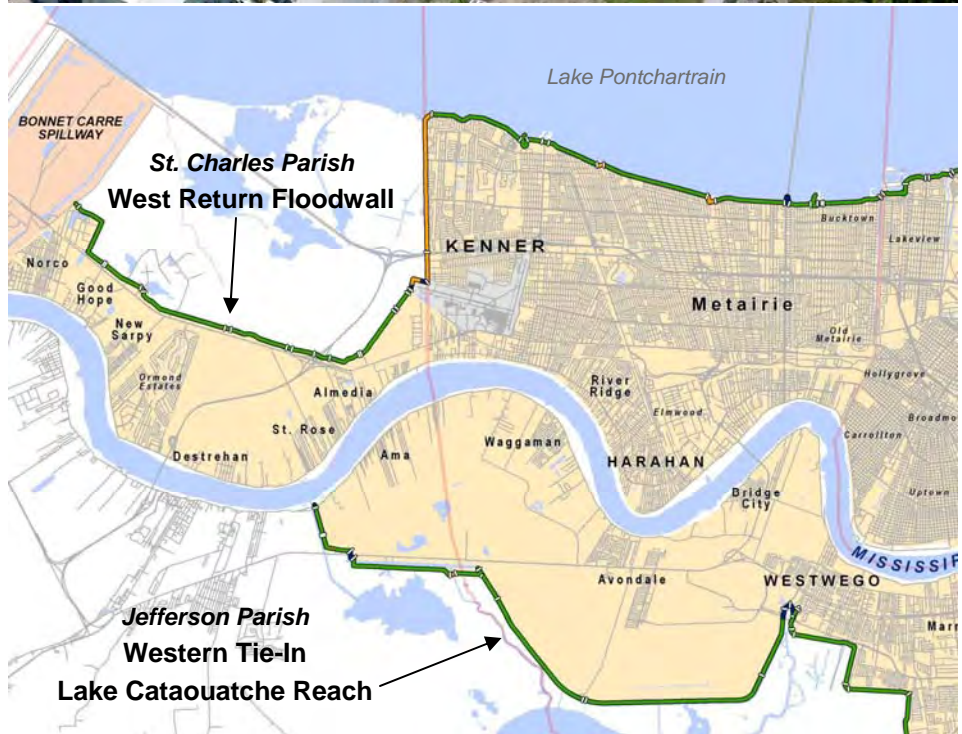 Lake Pontchartrain
BONNET CARRE
SPILLWAY
St. Charles Parish
West Return Floodwall
KENNER
Bucktown
Lakeview
Norco
Good
Hope
New
Sarpy
Metairie
Old
Metairie
Ormond
Estates
Almedia
River
Ridge
Elmwood
Hollygrove
Broadmo
Carrollton
St. Rose
Destrehan
Ama
Waggaman
HARAHAN
Bridge
City
Uptown
MISSISSIP
Avondale
WESTWEGO
Marr
Jefferson Parish
Western Tie-In
Lake Cataouatche Reach